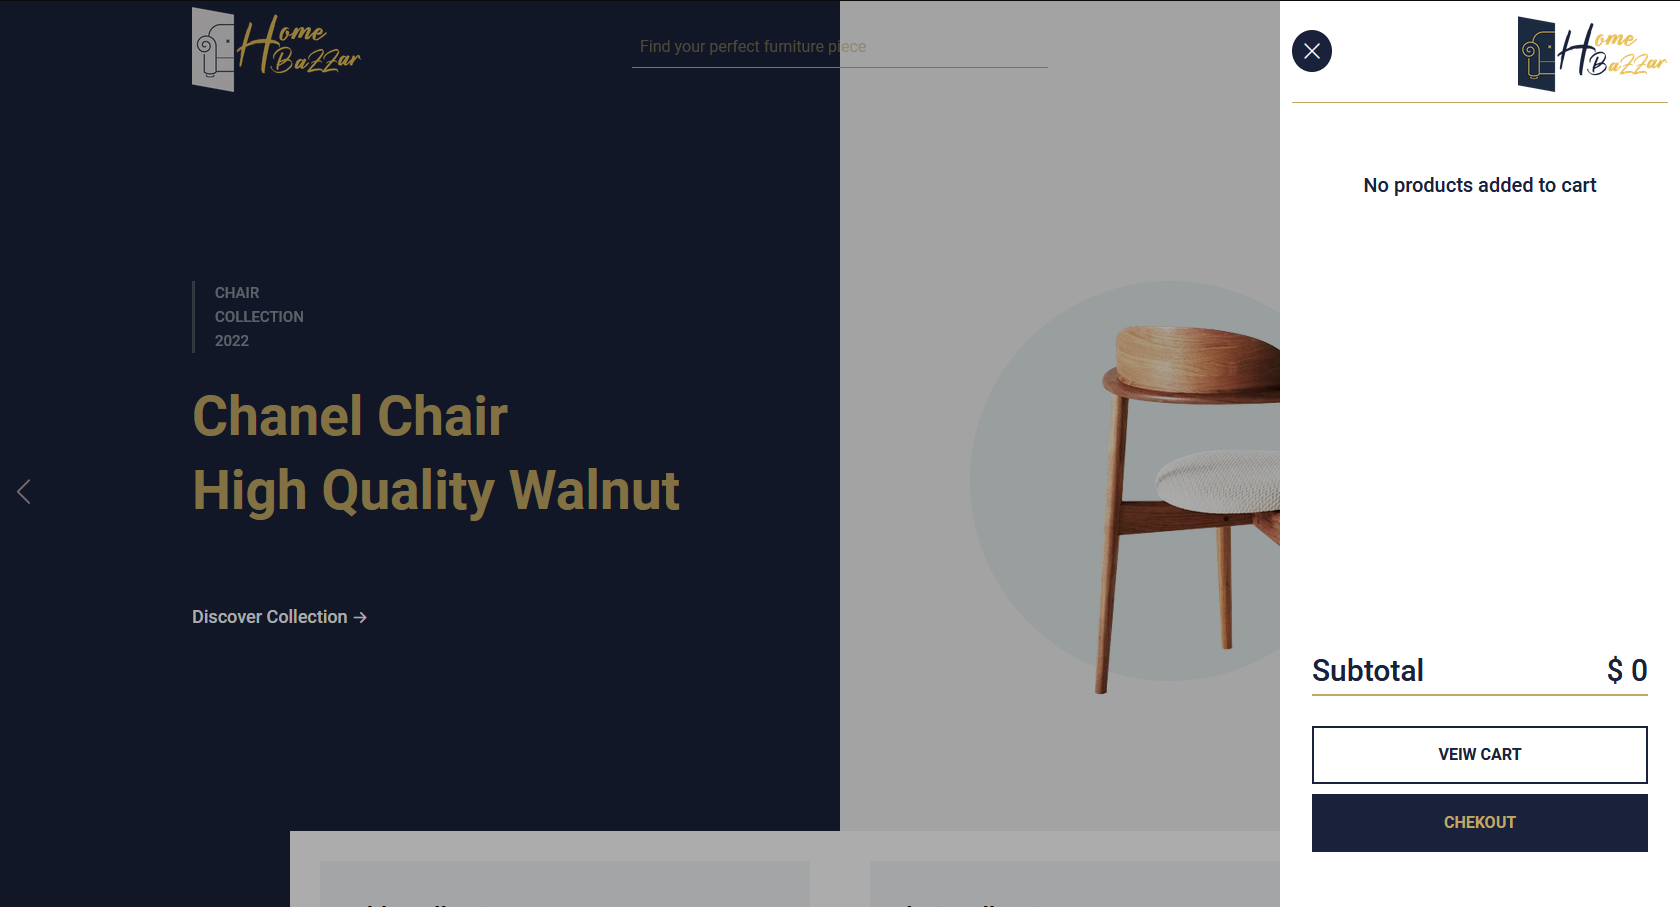 Home
BaZZar
Find your perfect furniture piece
Home
BaZZar
No products added to cart
CHAIR
COLLECTION
2022
Chanel Chair
High Quality Walnut
Discover Collection →
Subtotal $ 0
VEIW CART
CHEKOUT